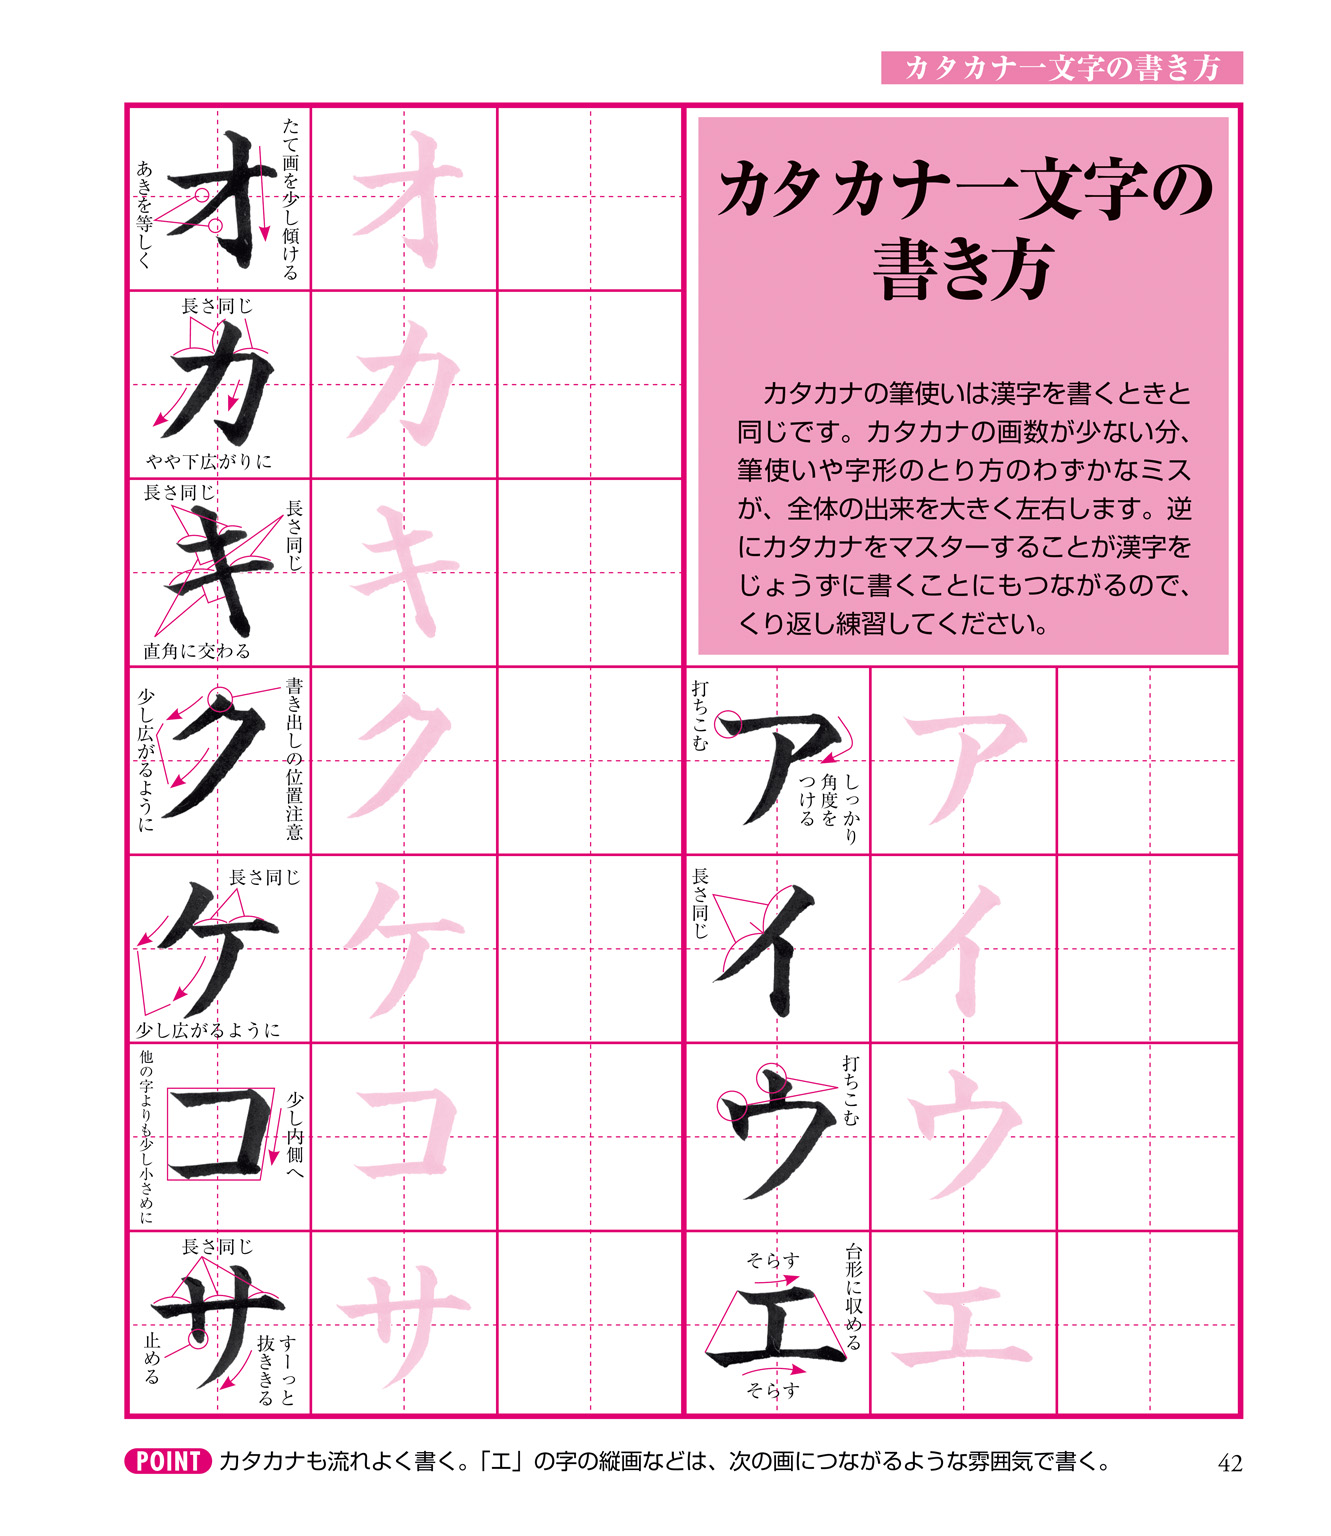 カタカナ一文字の書き方
カタカナ一文字の
書き方
カタカナの筆使いは漢字を書くときと
同じです。カタカナの画数が少ない分、
筆使いや字形のとり方のわずかなミス
が、全体の出来を大きく左右します。逆
にカタカナをマスターすることが漢字を
じょうずに書くことにもつながるので、
くり返し練習してください。
ア
ア
打ちこむ
しっかり
角度を
つける
イ
イ
長さ同じ
ウ
ウ
打ちこむ
エ
エ
台形に収める
そらす
そらす
オ
オ
たて画を少し傾ける
あきを等しく
カ
カ
長さ同じ
やや下広がりに
キ
キ
長さ同じ
長さ同じ
直角に交わる
ク
ク
書き出しの位置注意
少し広がるように
ケ
ケ
長さ同じ
少し広がるように
コ
コ
少し内側へ
他の字よりも少し小さめに
サ
サ
長さ同じ
すーっと
抜ききる
止める
POINT カタカナも流れよく書く。「エ」の字の縦画などは、次の画につながるような雰囲気で書く。
42